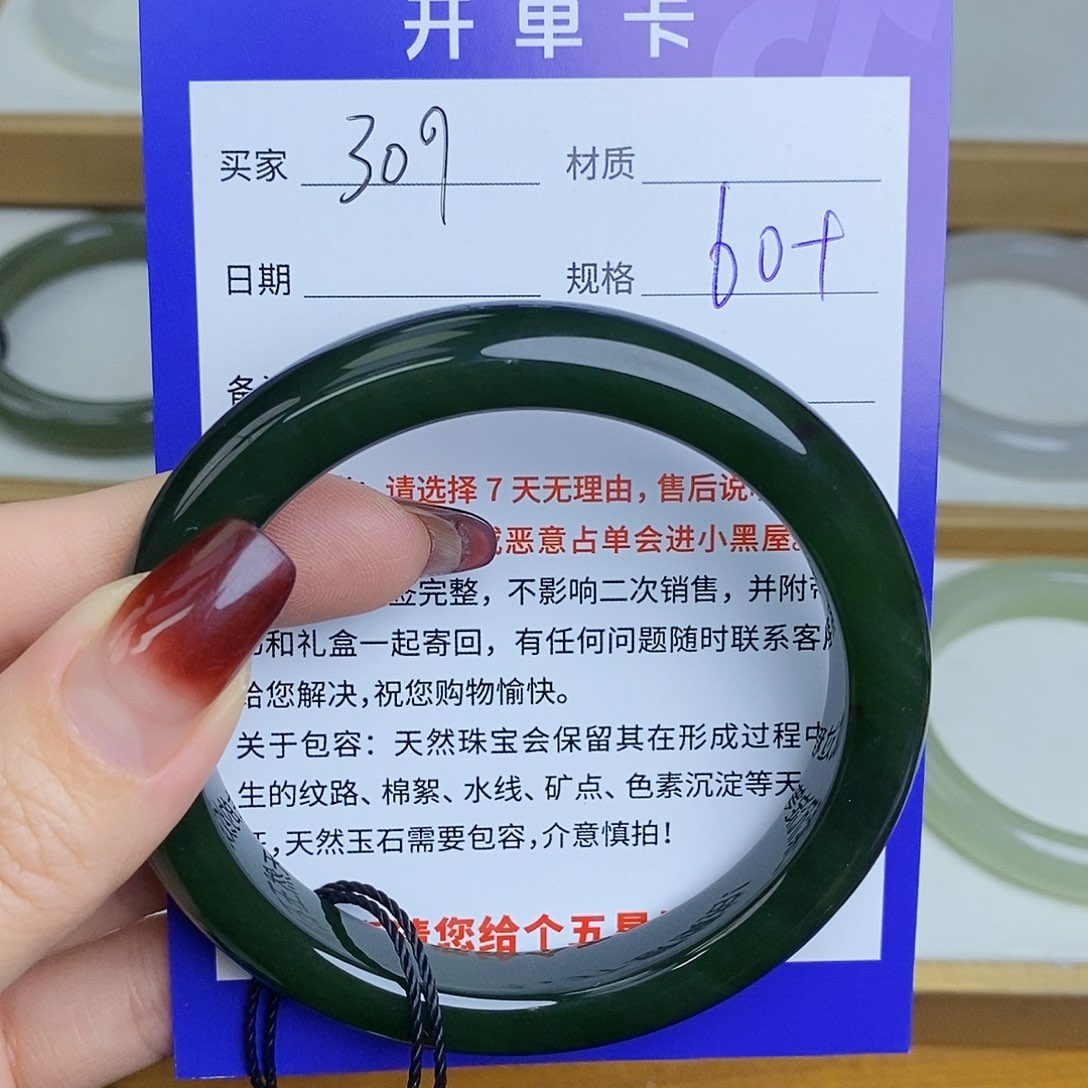 开单卡
买家 309 材质
日期 规格 60+
备
请选择7天无理由，售后说
恶意占单会进小黑屋。
完整，不影响二次销售，并附
和礼盒一起寄回，有任何问题随时联系客
给您解决，祝您购物愉快。
关于包容：天然珠宝会保留其在形成过程中
生的纹路、棉絮、水线、矿点、色素沉淀等天
，天然玉石需要包容，介意慎拍！
请您给个五星